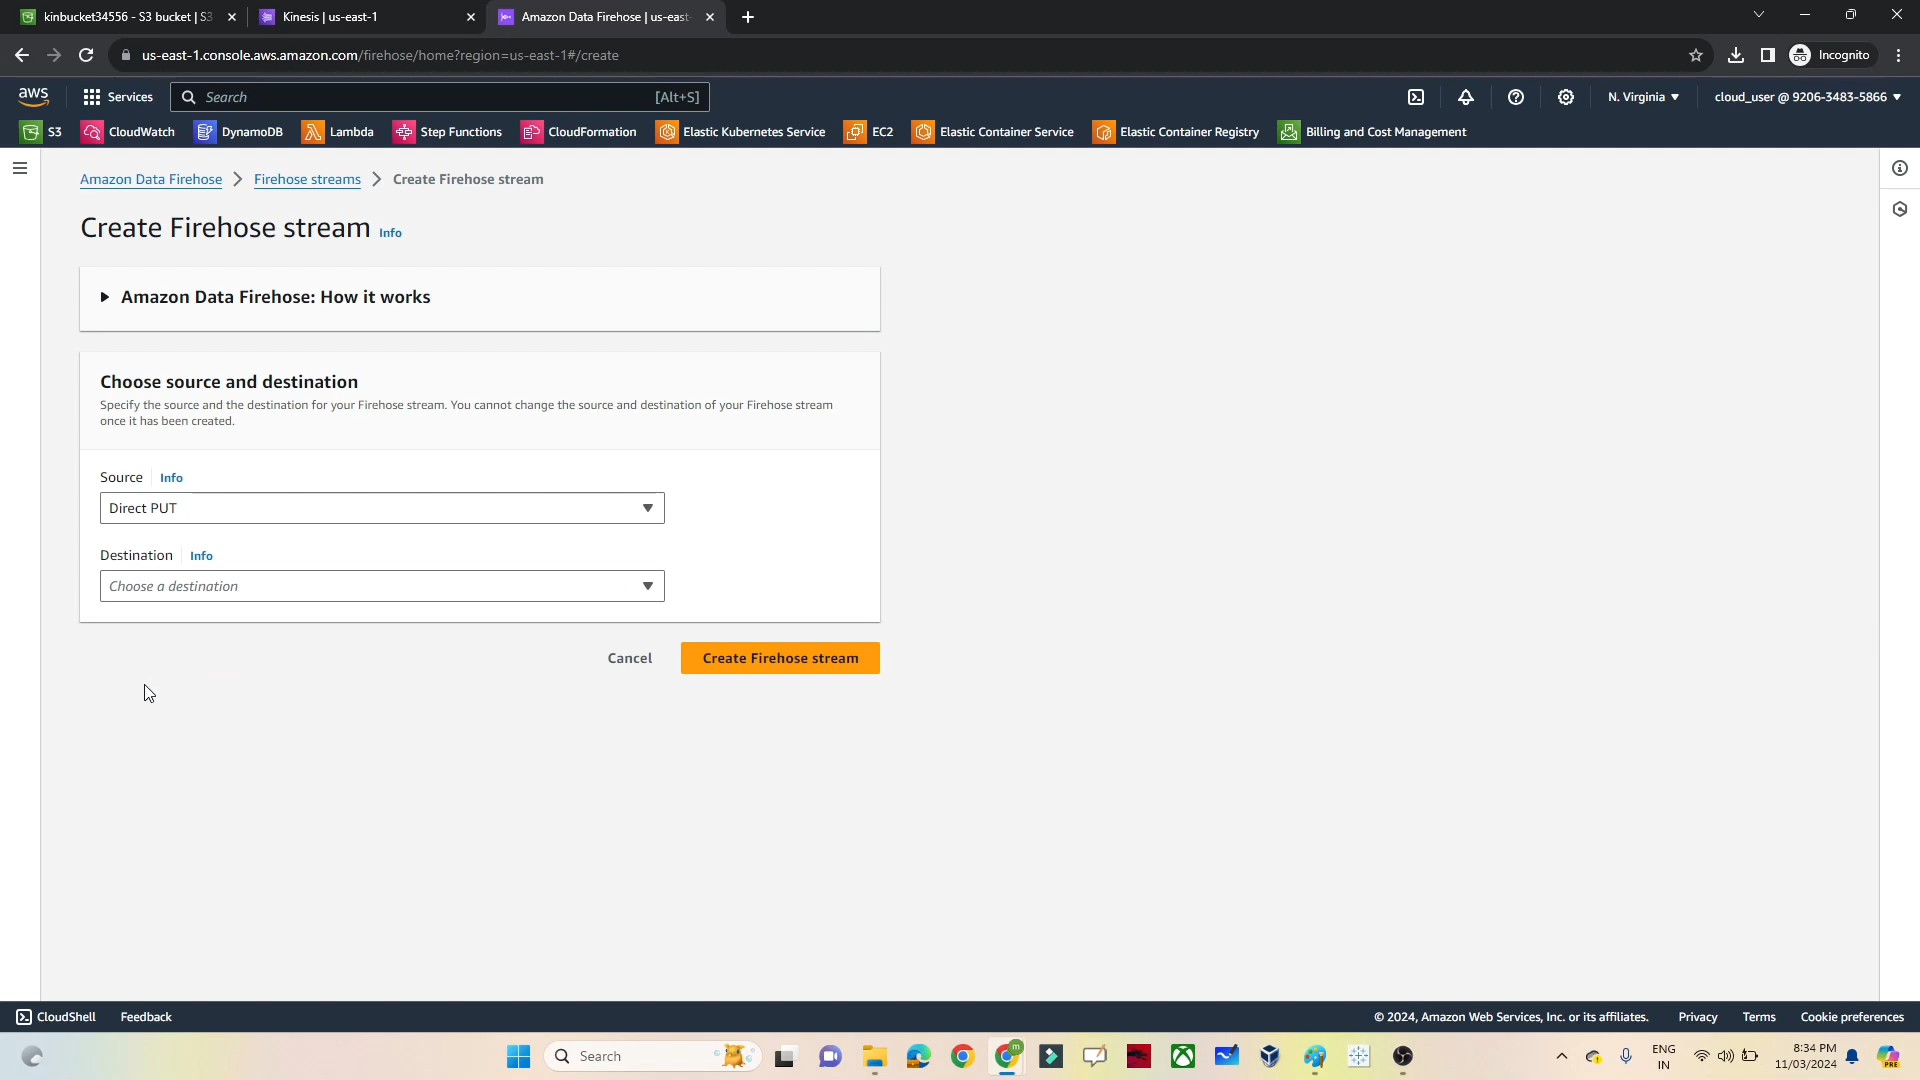 kinbucket34556 - S3 bucket | S3
Kinesis | us-east-1
Amazon Data Firehose | us-east-
us-east-1.console.aws.amazon.com/firehose/home?region=us-east-1#/create
Incognito
aws
Services
Search
[Alt+S]
N. Virginia
cloud_user @ 9206-3483-5866
S3
CloudWatch
DynamoDB
Lambda
Step Functions
CloudFormation
Elastic Kubernetes Service
EC2
Elastic Container Service
Elastic Container Registry
Billing and Cost Management
Amazon Data Firehose
Firehose streams
Create Firehose stream
Create Firehose stream Info
Amazon Data Firehose: How it works
Choose source and destination
Specify the source and the destination for your Firehose stream. You cannot change the source and destination of your Firehose stream
once it has been created.
Source Info
Direct PUT
Destination Info
Choose a destination
Cancel
Create Firehose stream
CloudShell
Feedback
© 2024, Amazon Web Services, Inc. or its affiliates.
Privacy
Terms
Cookie preferences
Search
m
ENG
IN
8:34 PM
11/03/2024
PRE